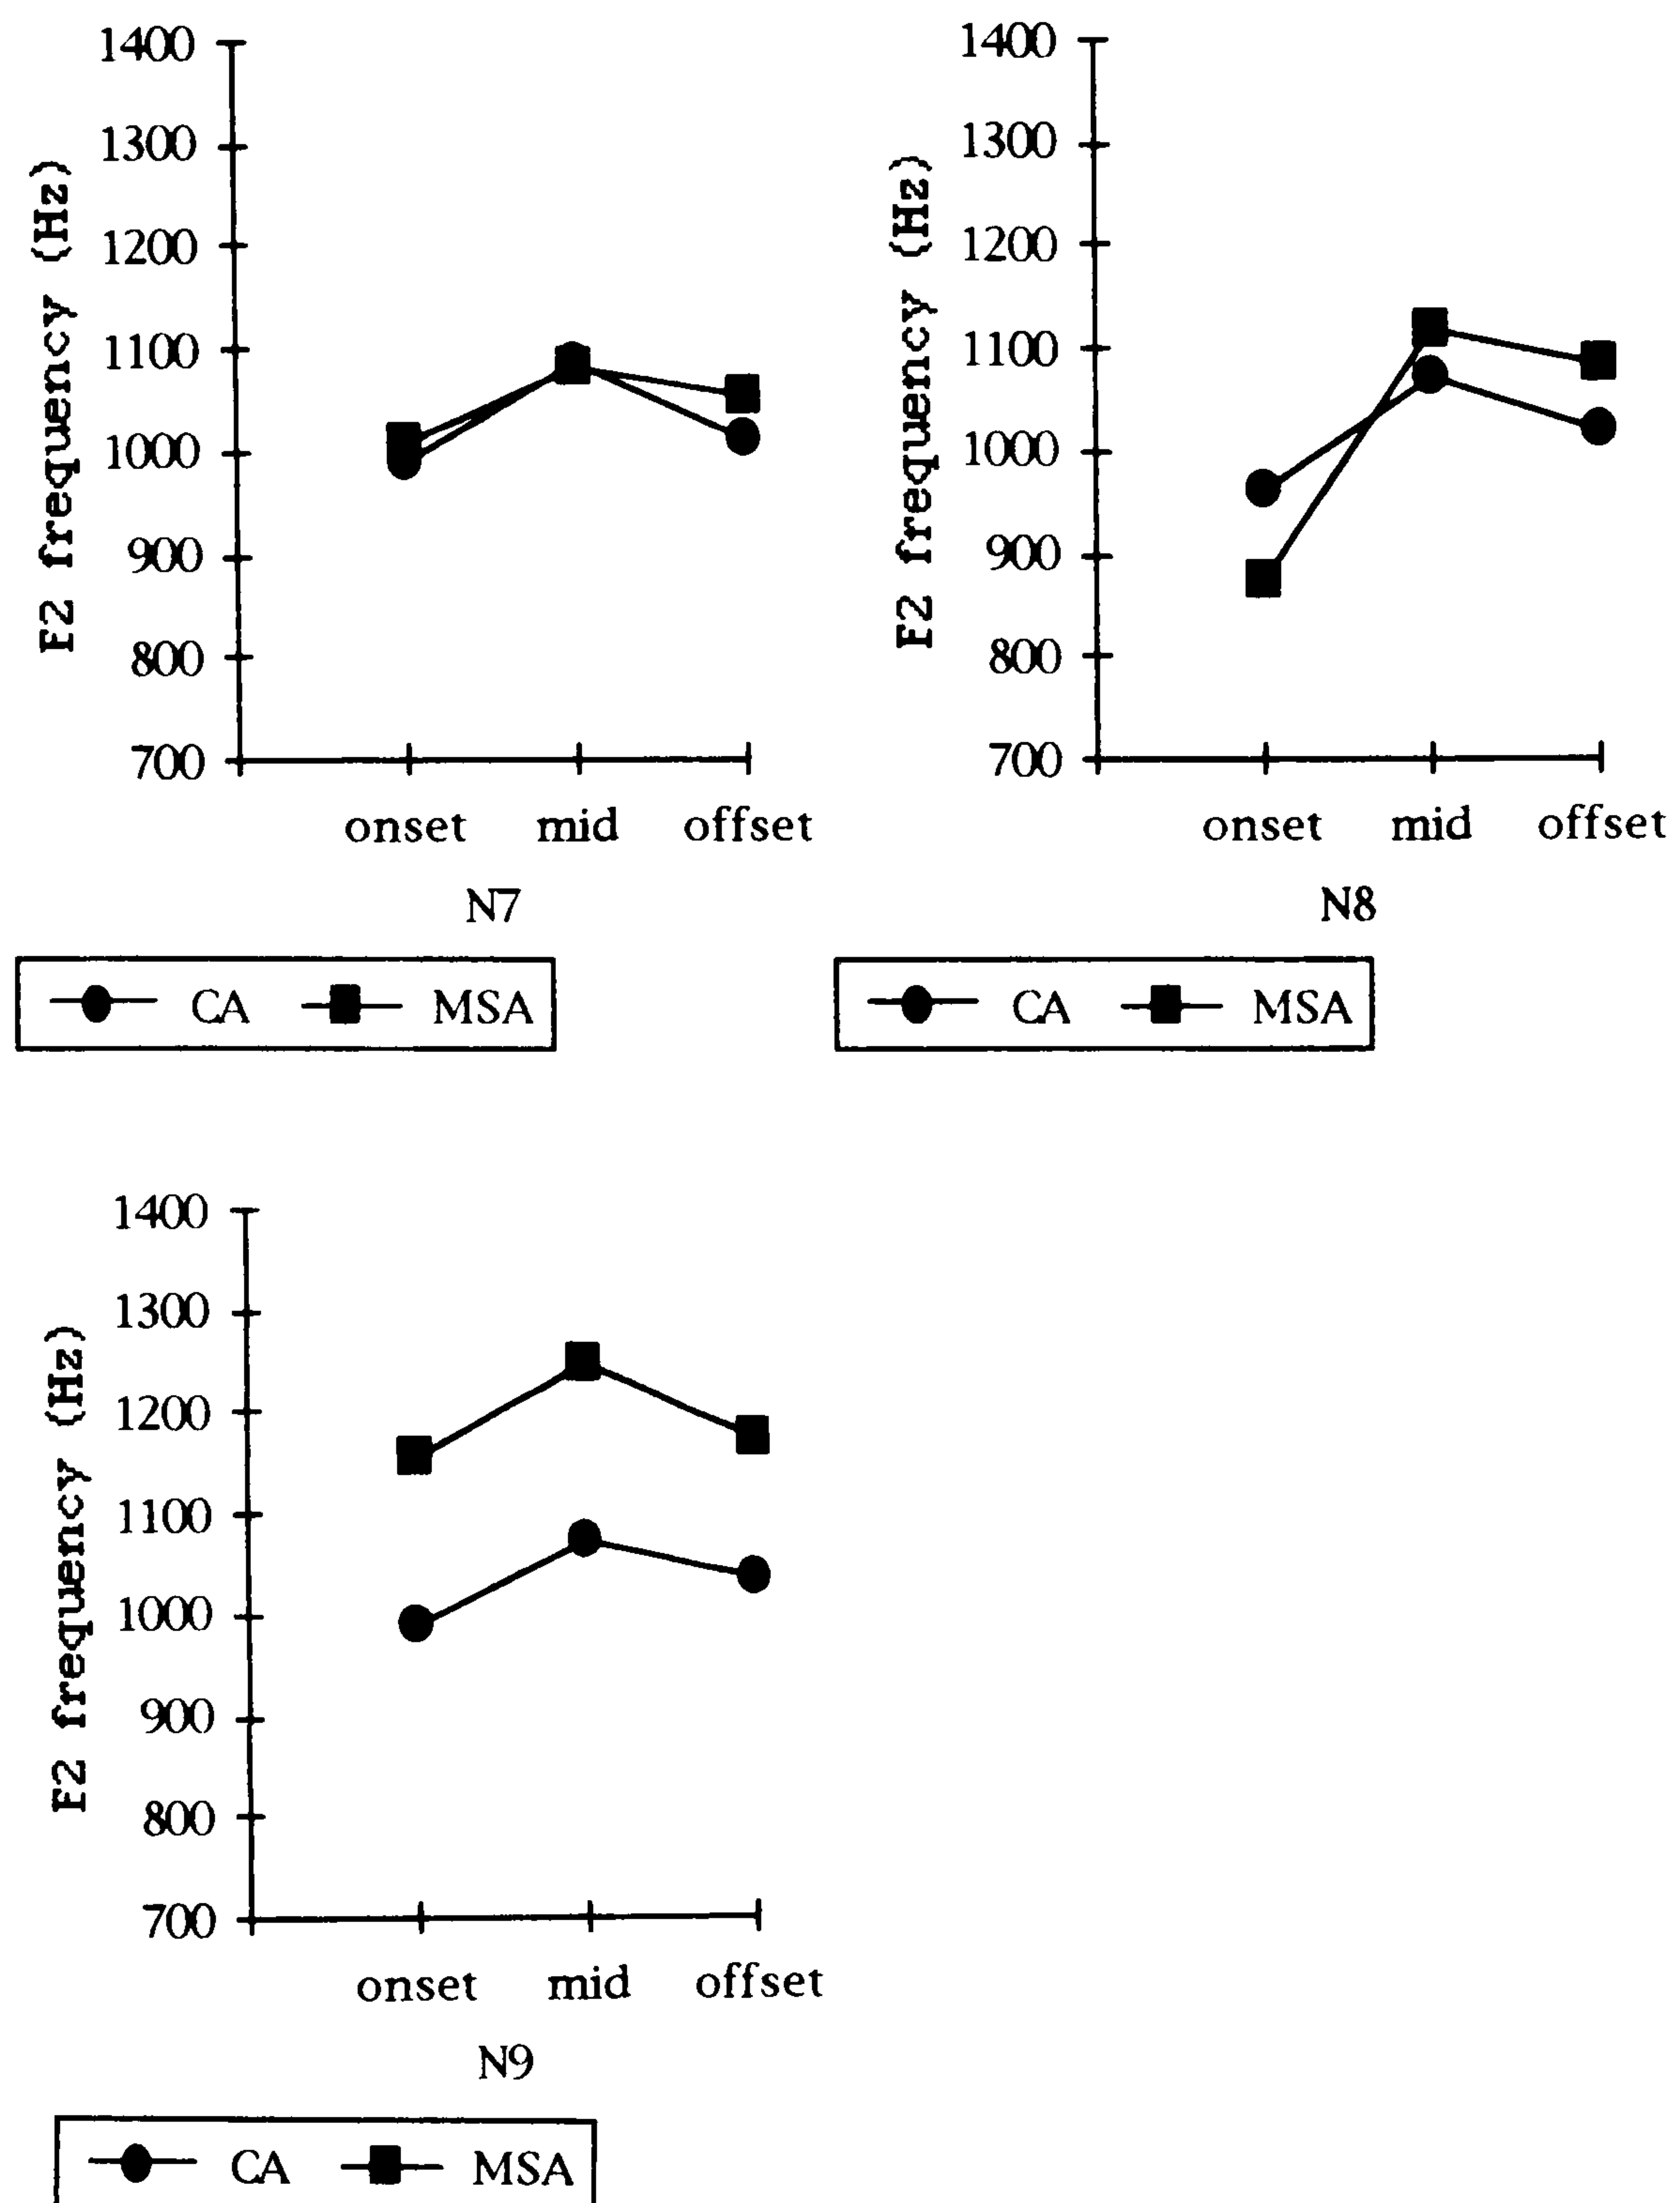 1400
1300
1200
1100
1000
900
800
700
F2 frequency (Hz)
onset mid offset
N7
CA MSA
1400
1300
1200
1100
1000
900
800
700
F2 frequency (Hz)
onset mid offset
N8
CA MSA
1400
1300
1200
1100
1000
900
800
700
F2 frequency (Hz)
onset mid offset
N9
CA MSA